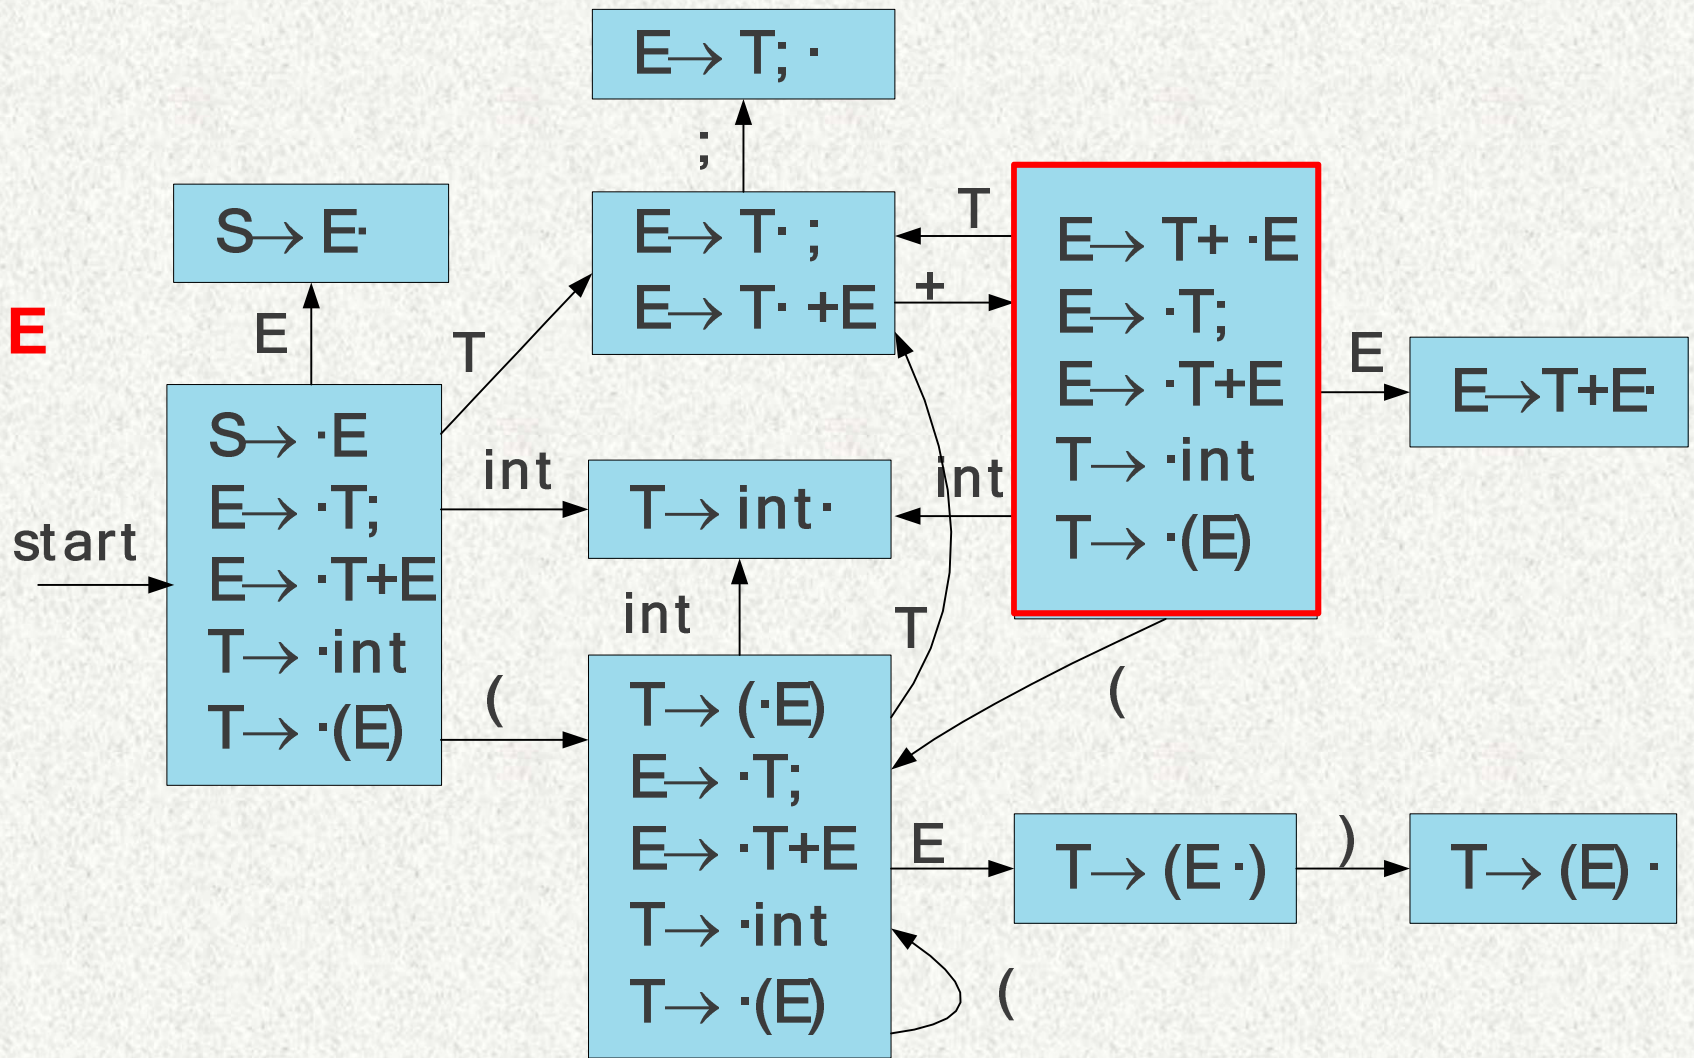 E→ T; ·
;
S→ E·
E→ T· ;
E→ T· +E
T
+
E→ T+ ·E
E→ ·T;
E→ ·T+E
T→ ·int
T→ ·(E)
E
E
T
E
E→T+E·
start
S→ ·E
E→ ·T;
E→ ·T+E
T→ ·int
T→ ·(E)
int
T→ int·
int
int
T
(
(
T→ (·E)
E→ ·T;
E→ ·T+E
T→ ·int
T→ ·(E)
E
T→ (E ·)
)
T→ (E) ·
(